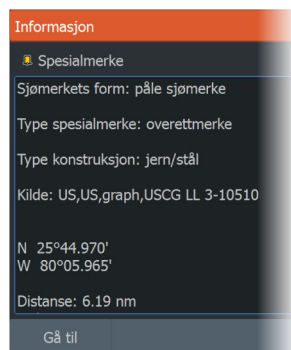 Informasjon
Spesialmerke
Sjømerkets form: påle sjømerke
Type spesialmerke: overettmerke
Type konstruksjon: jern/stål
Kilde: US,US,graph,USCG LL 3-10510
N 25°44.970'
W 80°05.965'
Distanse: 6.19 nm
Gå til